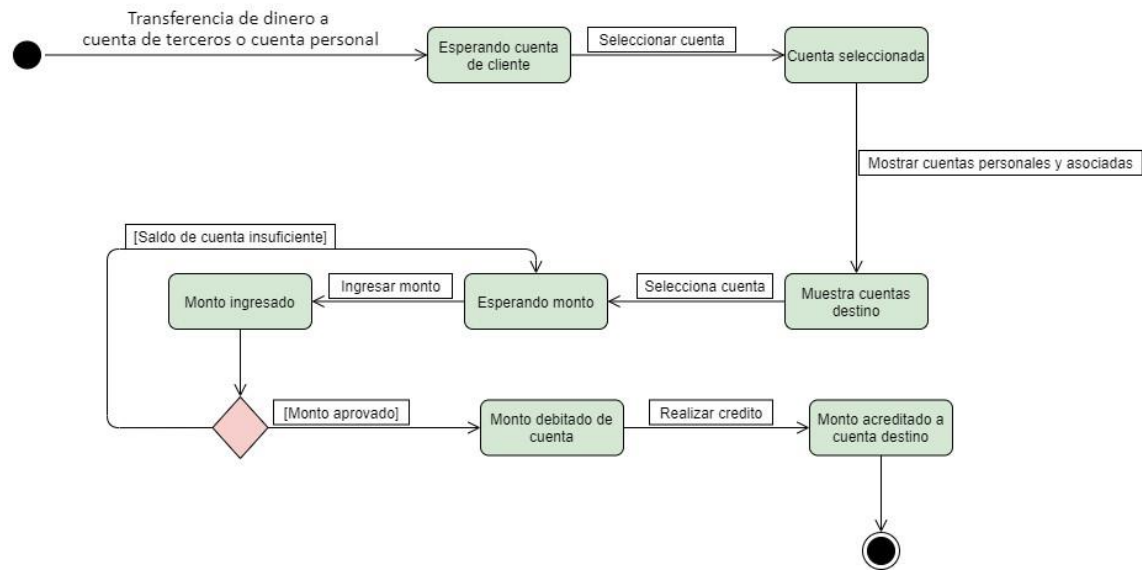 Transferencia de dinero a
cuenta de terceros o cuenta personal
Esperando cuenta
de cliente
Seleccionar cuenta
Cuenta seleccionada
Mostrar cuentas personales y asociadas
[Saldo de cuenta insuficiente]
Monto ingresado
Ingresar monto
Esperando monto
Selecciona cuenta
Muestra cuentas
destino
[Monto aprovado]
Monto debitado de
cuenta
Realizar credito
Monto acreditado a
cuenta destino